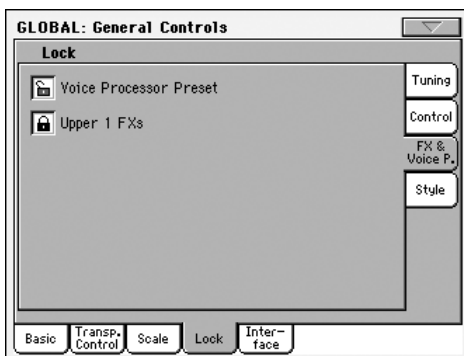 GLOBAL: General Controls
Lock
Voice Processor Preset
Upper 1 FXs
Tuning
Control
FX &
Voice P.
Style
Basic
Transp.
Control
Scale
Lock
Inter-
face